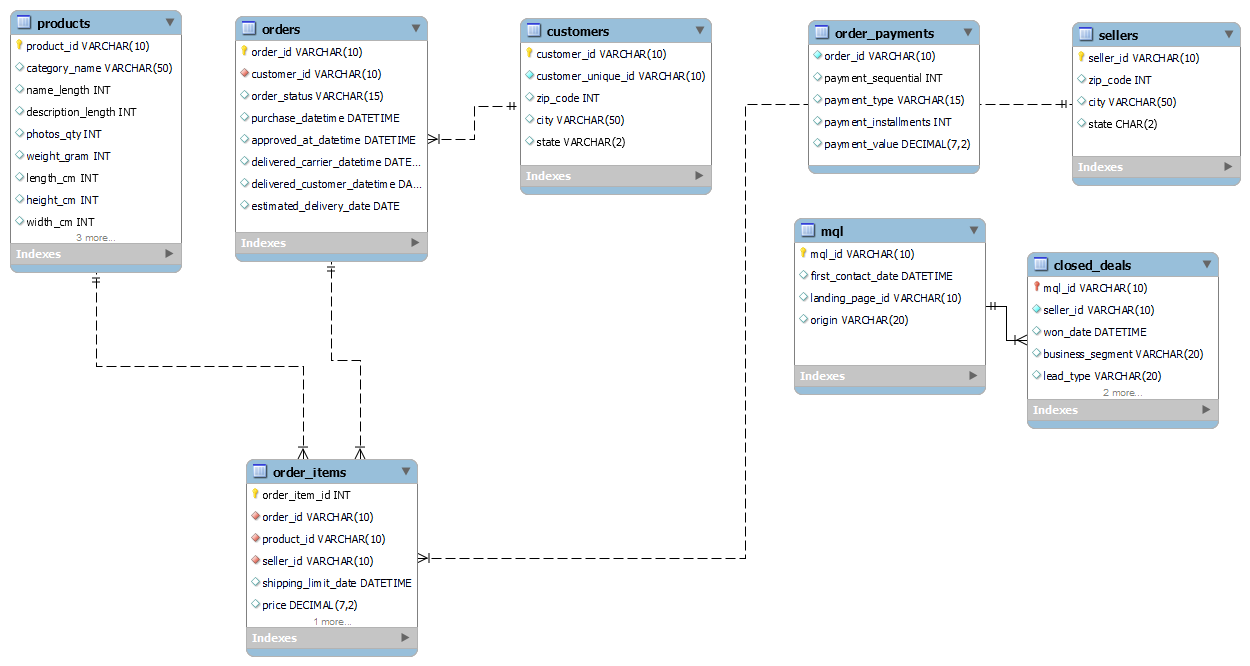 products
product_id VARCHAR(10)
category_name VARCHAR(50)
name_length INT
description_length INT
photos_qty INT
weight_gram INT
length_cm INT
height_cm INT
width_cm INT
3 more...
Indexes
orders
order_id VARCHAR(10)
customer_id VARCHAR(10)
order_status VARCHAR(15)
purchase_datetime DATETIME
approved_at_datetime DATETIME
delivered_carrier_datetime DATE...
delivered_customer_datetime DA...
estimated_delivery_date DATE
Indexes
customers
customer_id VARCHAR(10)
customer_unique_id VARCHAR(10)
zip_code INT
city VARCHAR(50)
state VARCHAR(2)
Indexes
order_payments
order_id VARCHAR(10)
payment_sequential INT
payment_type VARCHAR(15)
payment_installments INT
payment_value DECIMAL(7,2)
sellers
seller_id VARCHAR(10)
zip_code INT
city VARCHAR(50)
state CHAR(2)
Indexes
mql
mql_id VARCHAR(10)
first_contact_date DATETIME
landing_page_id VARCHAR(10)
origin VARCHAR(20)
Indexes
closed_deals
mql_id VARCHAR(10)
seller_id VARCHAR(10)
won_date DATETIME
business_segment VARCHAR(20)
lead_type VARCHAR(20)
2 more...
Indexes
order_items
order_item_id INT
order_id VARCHAR(10)
product_id VARCHAR(10)
seller_id VARCHAR(10)
shipping_limit_date DATETIME
price DECIMAL(7,2)
1 more...
Indexes